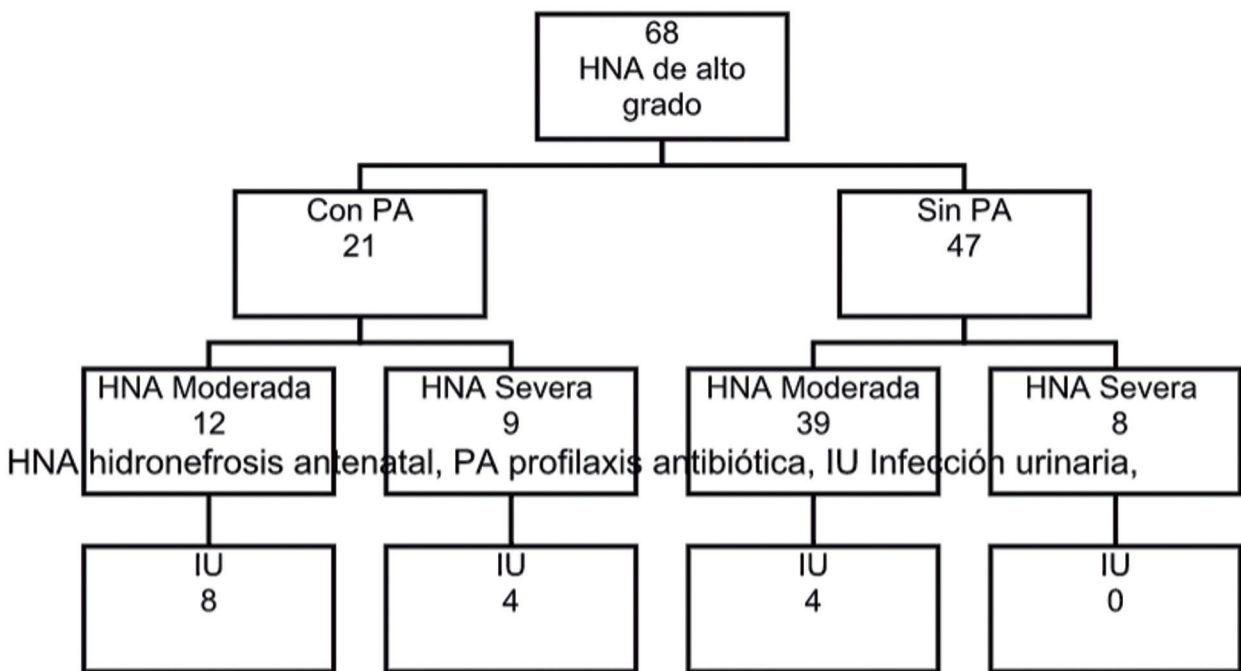 68
HNA de alto
grado
Con PA
21
Sin PA
47
HNA Moderada
12
HNA Severa
9
HNA Moderada
39
HNA Severa
8
HNA hidronefrosis antenatal, PA profilaxis antibiótica, IU Infección urinaria,
IU
8
IU
4
IU
4
IU
0